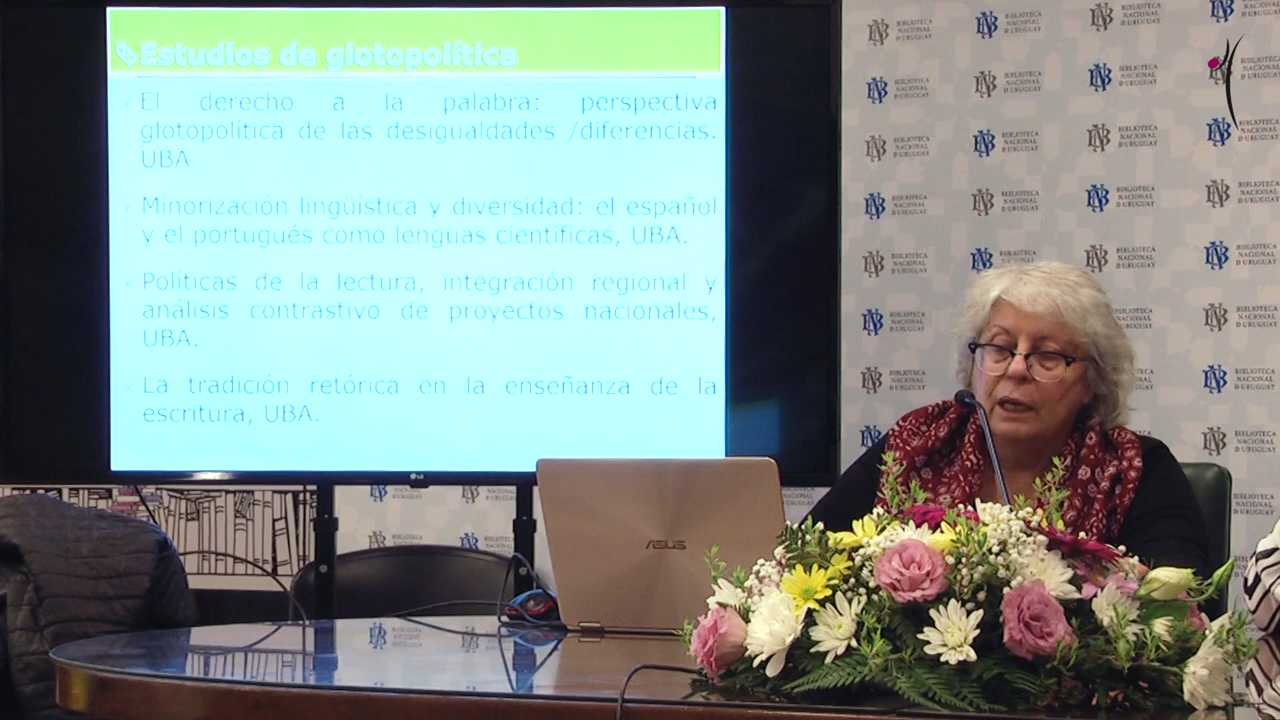 Estudios de glotopolítica
El derecho a la palabra: perspectiva
glotopolítica de las desigualdades /diferencias.
UBA
Minorización lingüística y diversidad: el español
y el portugués como lenguas científicas, UBA.
Políticas de la lectura, integración regional y
análisis contrastivo de proyectos nacionales,
UBA.
La tradición retórica en la enseñanza de la
escritura, UBA.
LG
ASUS
BIBLIOTECA
NACIONAL
D URUGUAY